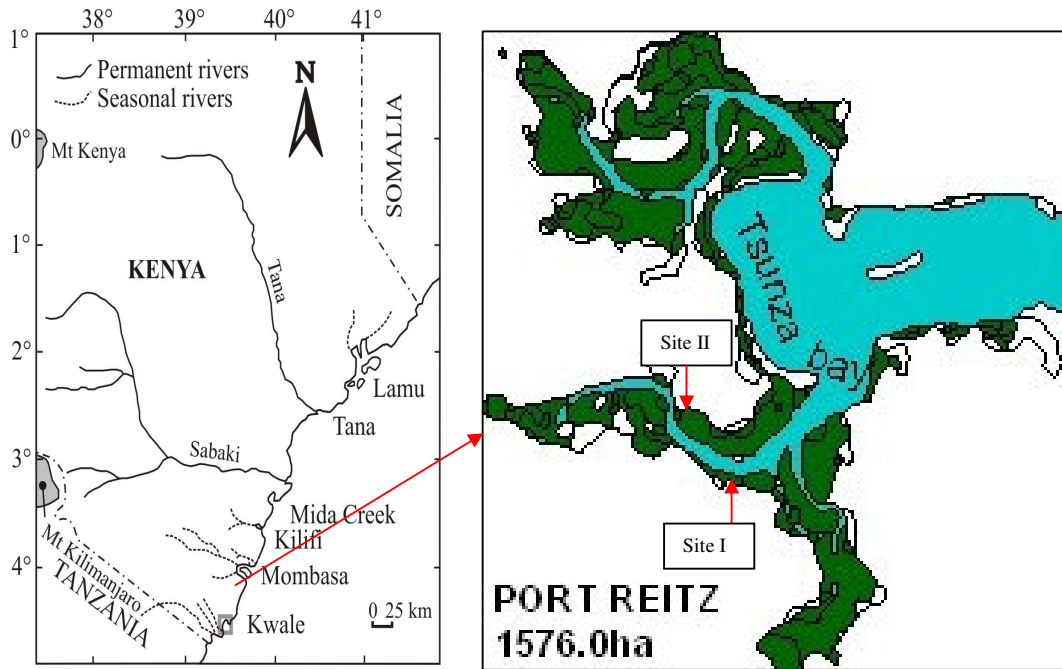 38° 39° 40° 41°
1°
Permanent rivers
Seasonal rivers
N
0°
Mt Kenya
SOMALIA
1°
KENYA
Tana
2°
Lamu
Tana
3°
Sabaki
Mida Creek
Kilifi
4°
Mombasa
Mt Kilimanjaro
TANZANIA
0 25 km
Kwale
Tsunza
bay
Site II
Site I
PORT REITZ
1576.0ha